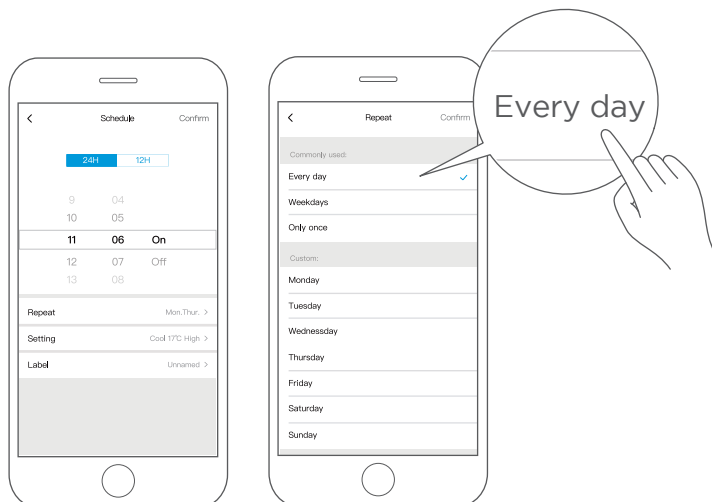 < Schedule Confirm
24H 12H
9 04
10 05
11 06 On
12 07 Off
13 08
Repeat Mon.Thur. >
Setting Cool 17℃ High >
Label Unnamed >
< Repeat Confirm
Commonly used:
Every day
Weekdays
Only once
Custom:
Monday
Tuesday
Wednessday
Thursday
Friday
Saturday
Sunday
Every day